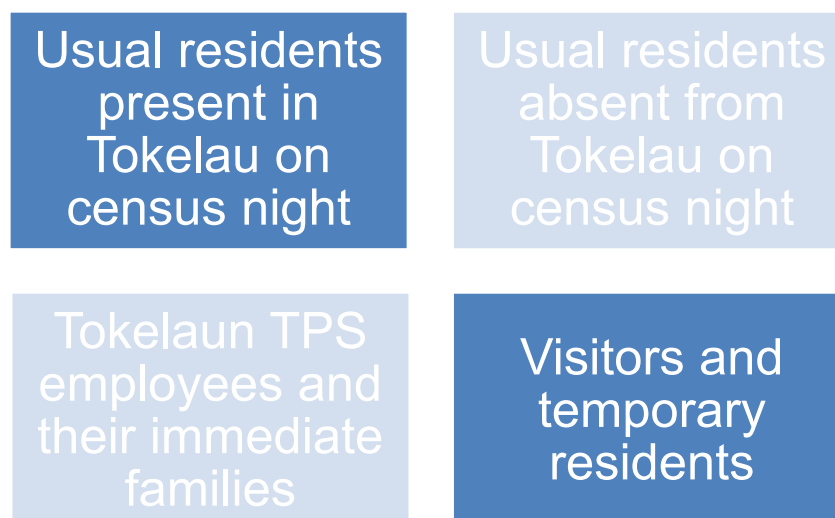 Usual residents
present in
Tokelau on
census night
Usual residents
absent from
Tokelau on
census night
Tokelaun TPS
employees and
their immediate
families
Visitors and
temporary
residents